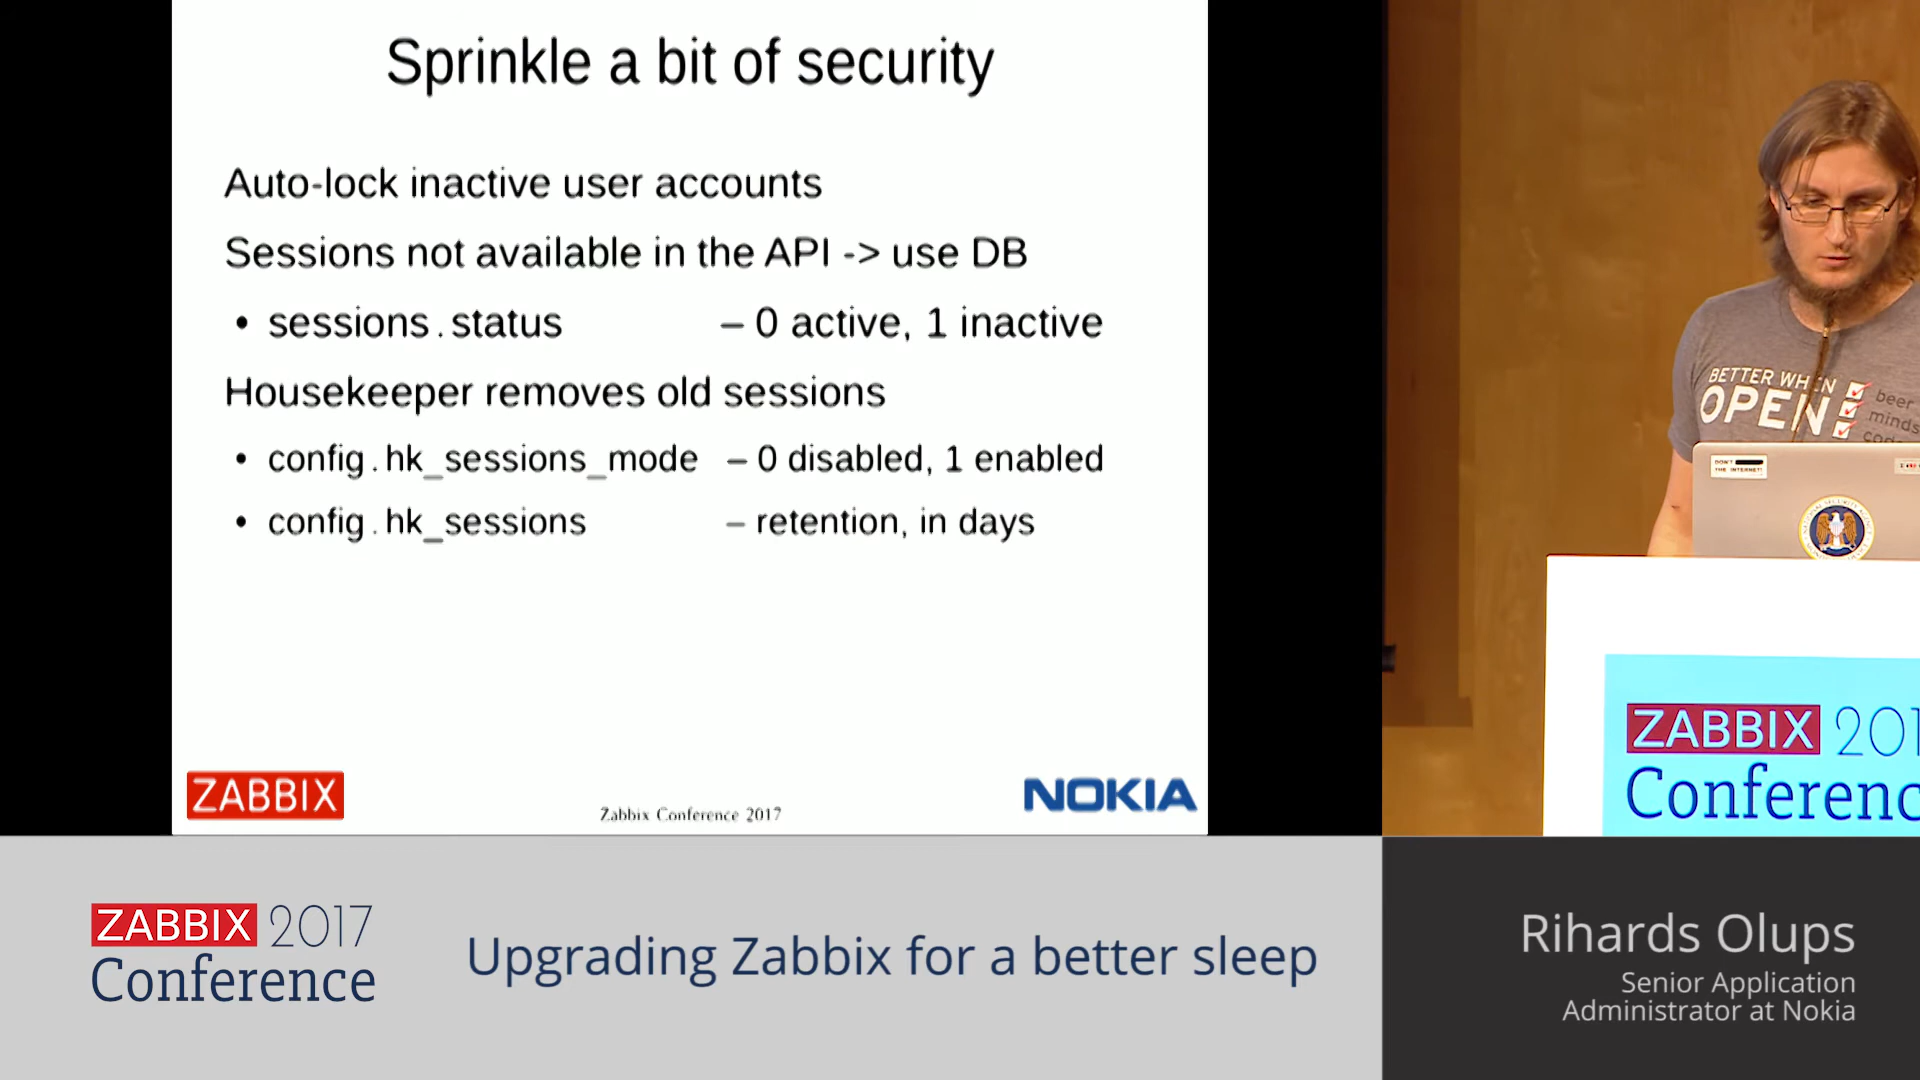 Sprinkle a bit of security
Auto-lock inactive user accounts
Sessions not available in the API -> use DB
• sessions.status – 0 active, 1 inactive
Housekeeper removes old sessions
• config.hk_sessions_mode – 0 disabled, 1 enabled
• config.hk_sessions – retention, in days
ZABBIX
Zabbix Conference 2017
NOKIA
BETTER WHEN
OPEN
beer
minds
ZABBIX 201
Conferenc
ZABBIX 2017
Conference
Upgrading Zabbix for a better sleep
Rihards Olups
Senior Application
Administrator at Nokia